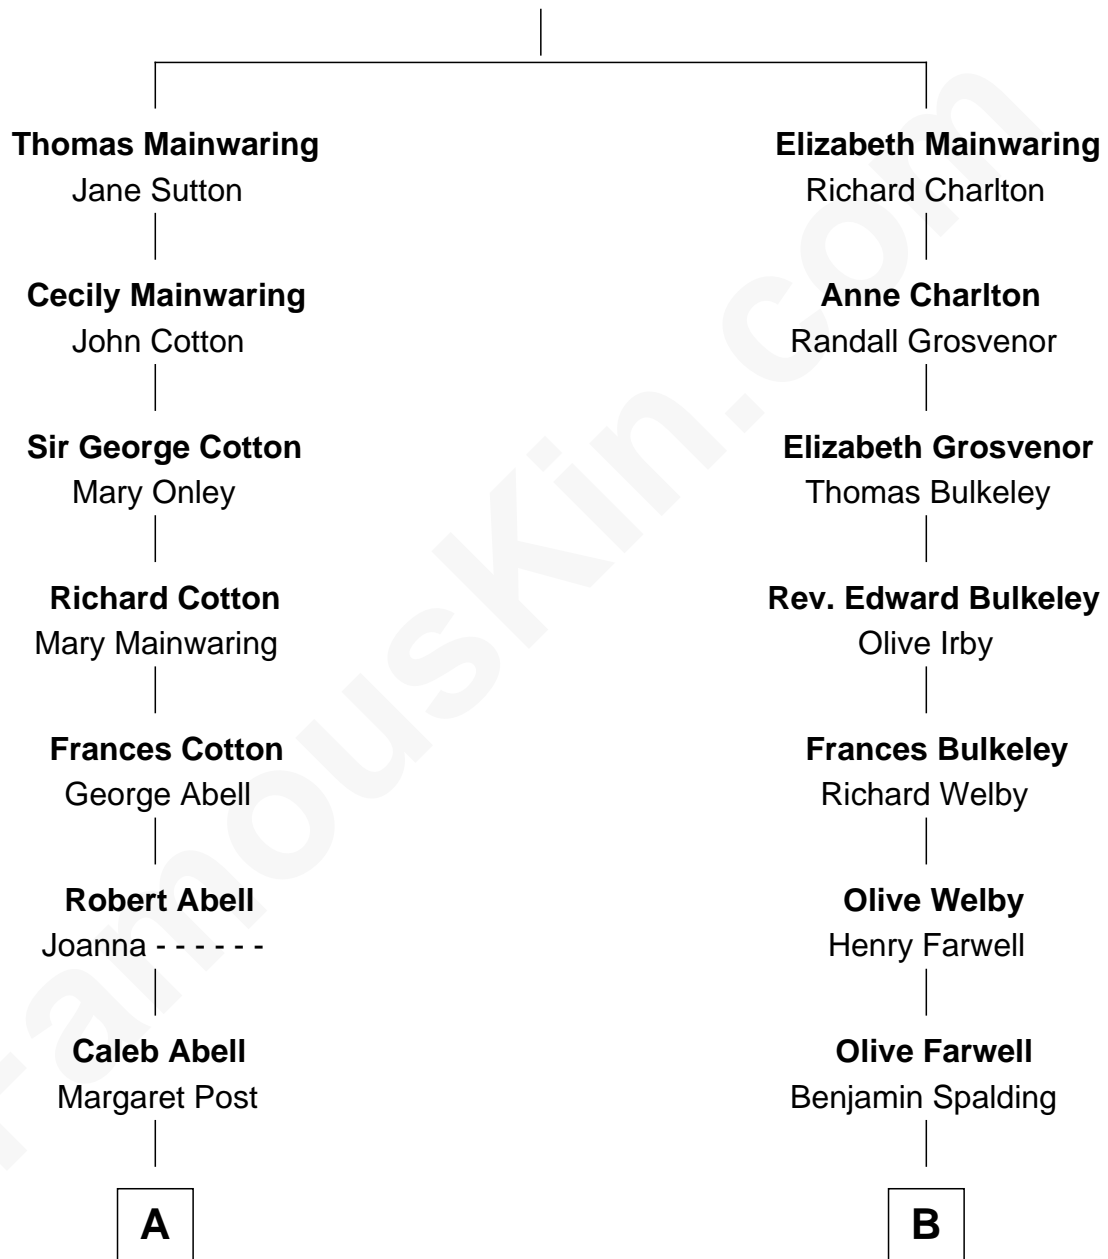 Thomas Mainwaring
Jane Sutton
Elizabeth Mainwaring
Richard Charlton
Cecily Mainwaring
John Cotton
Anne Charlton
Randall Grosvenor
Sir George Cotton
Mary Onley
Elizabeth Grosvenor
Thomas Bulkeley
Richard Cotton
Mary Mainwaring
Rev. Edward Bulkeley
Olive Irby
Frances Cotton
George Abell
Frances Bulkeley
Richard Welby
Robert Abell
Joanna - - - - - -
Olive Welby
Henry Farwell
Caleb Abell
Margaret Post
Olive Farwell
Benjamin Spalding
A
B
FamousKin.com